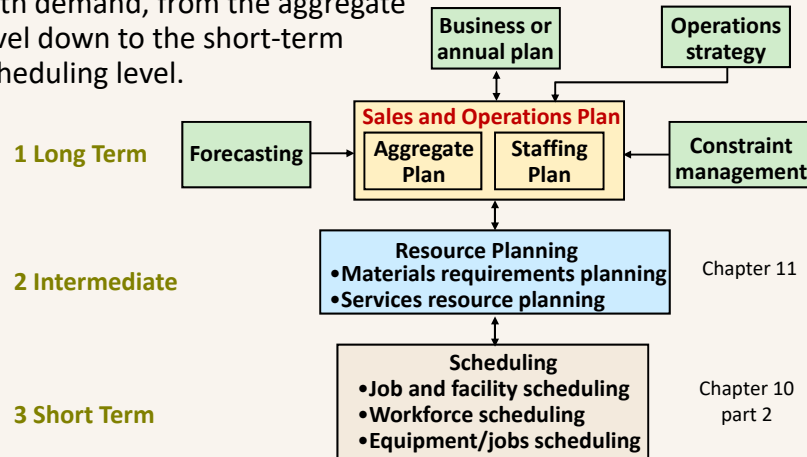 th demand, from the aggregate
vel down to the short-term
heduling level.
Business or
annual plan
Operations
strategy
Sales and Operations Plan
1 Long Term
Forecasting
Aggregate
Plan
Staffing
Plan
Constraint
management
2 Intermediate
Resource Planning
•Materials requirements planning
•Services resource planning
Chapter 11
3 Short Term
Scheduling
•Job and facility scheduling
•Workforce scheduling
•Equipment/jobs scheduling
Chapter 10
part 2